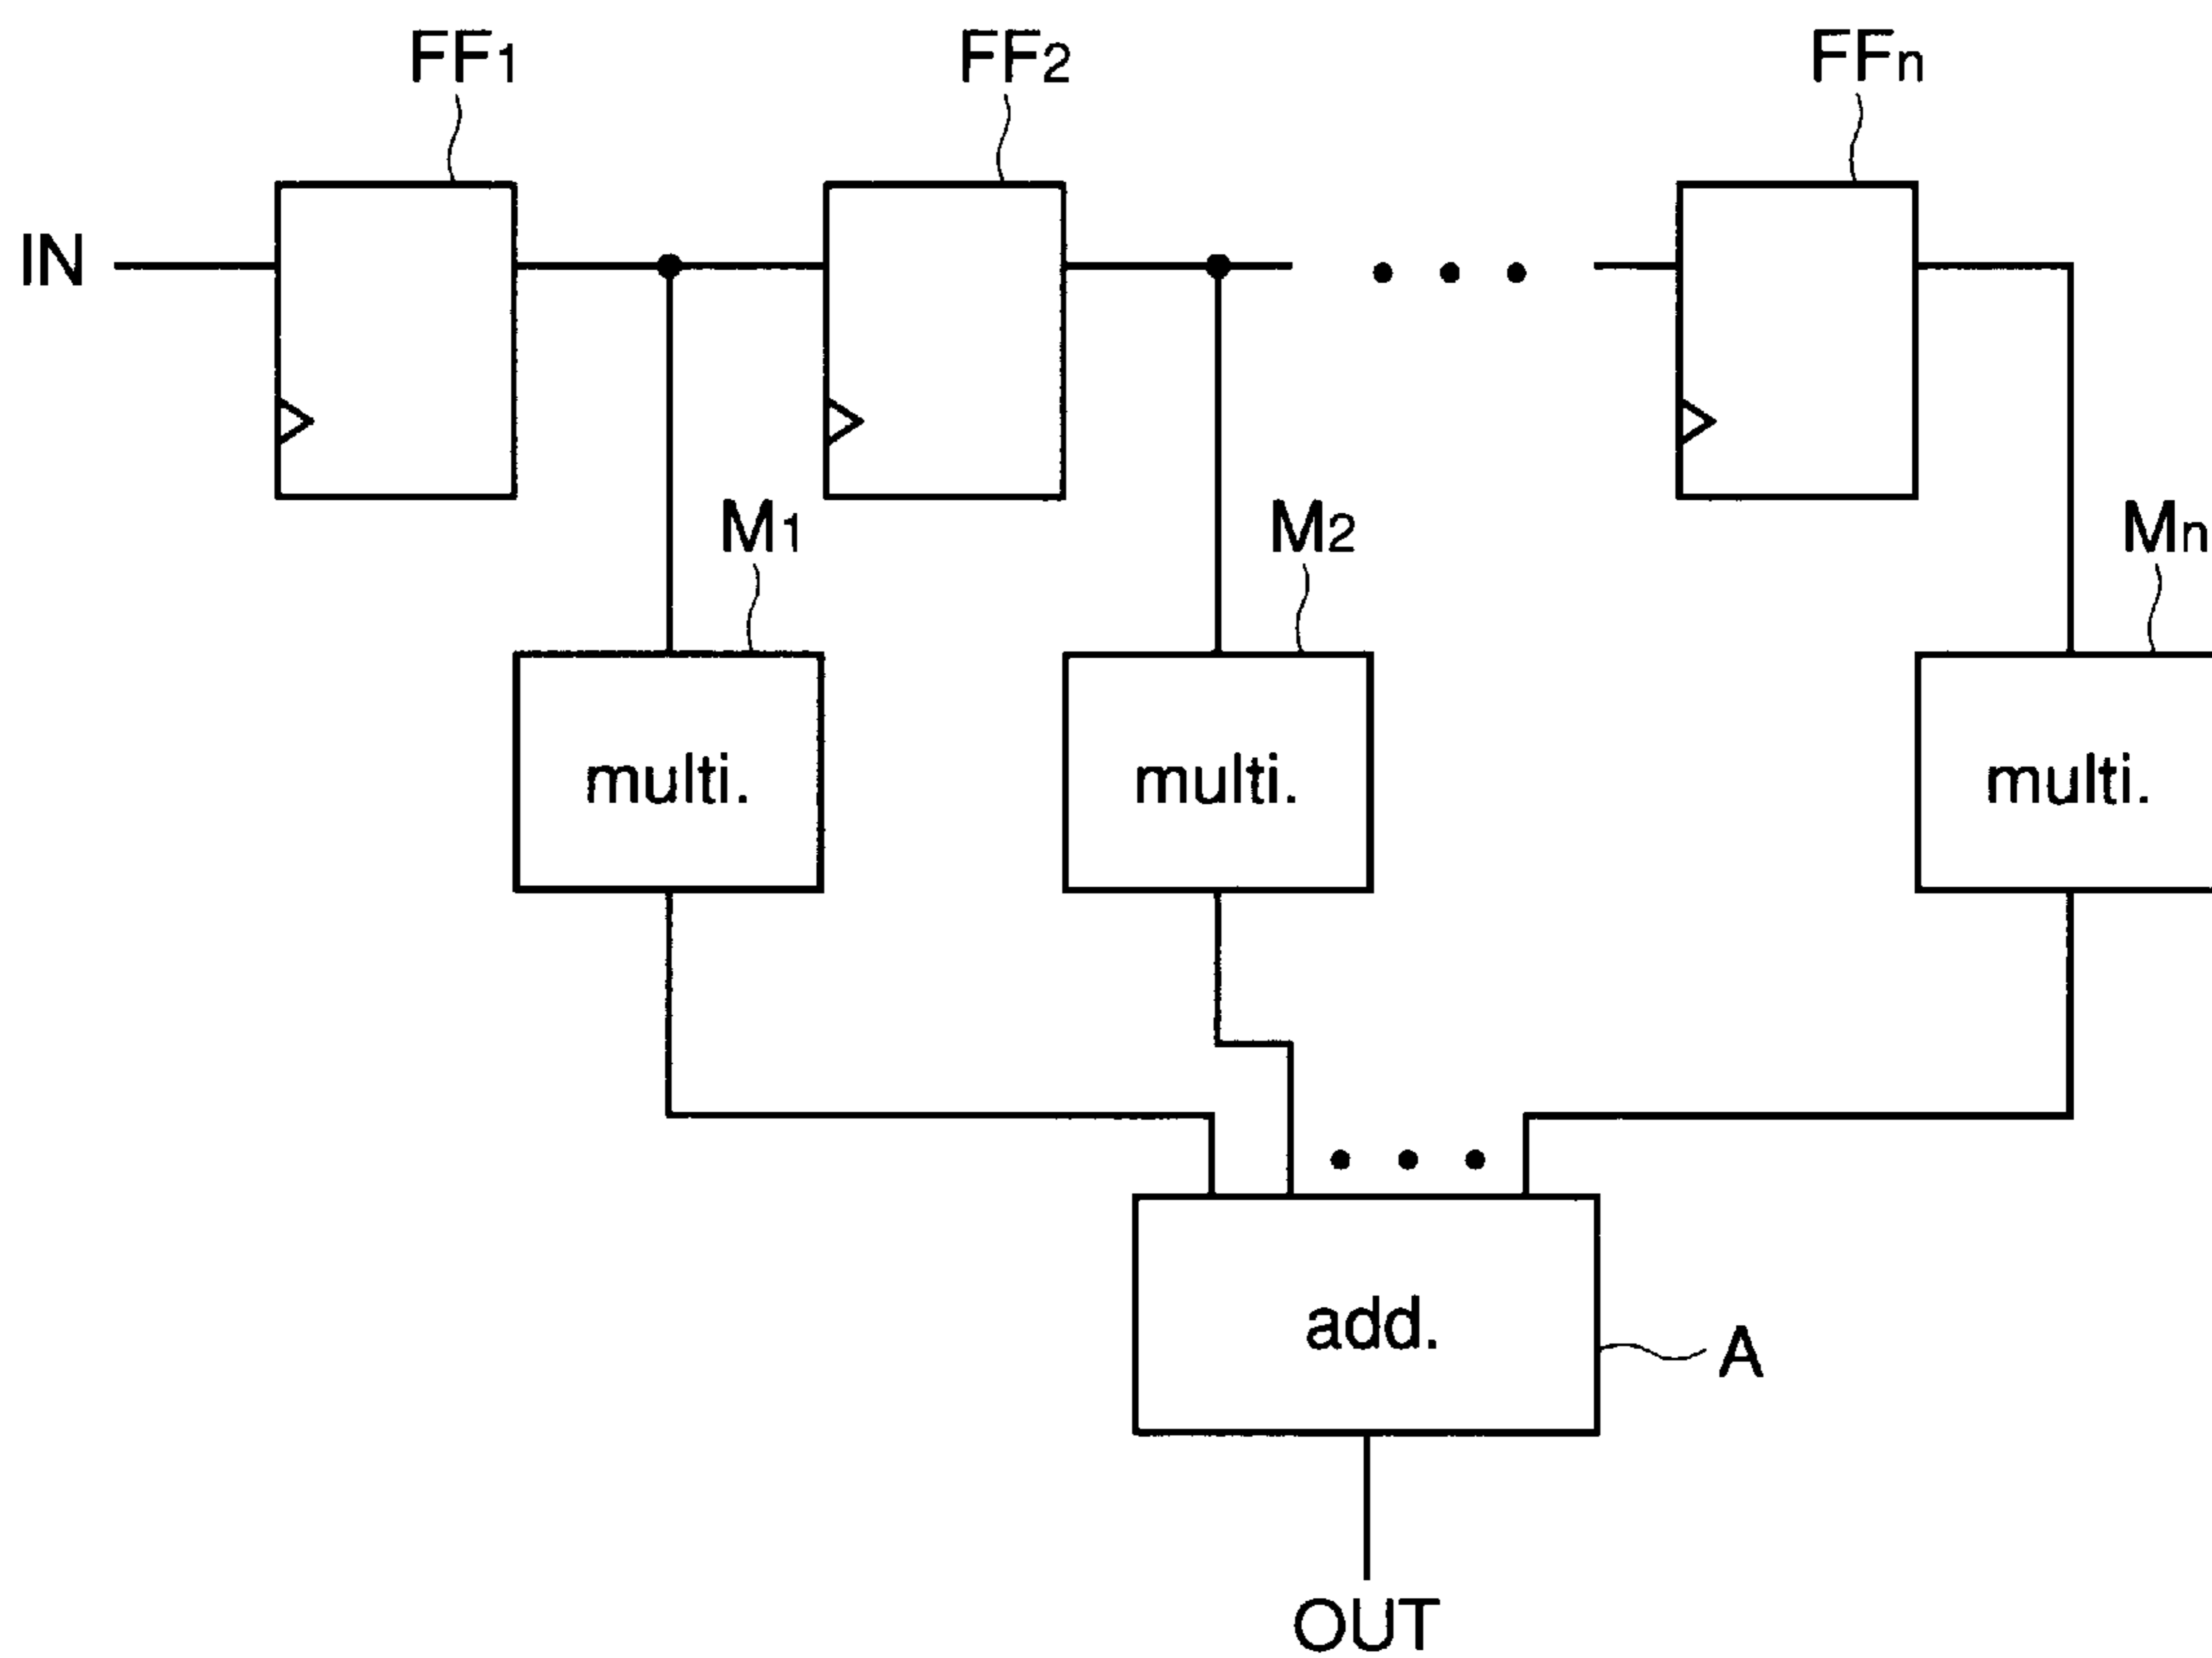 FF1 FF2 FFn
IN
M1 M2 Mn
multi. multi. multi.
add.
A
OUT